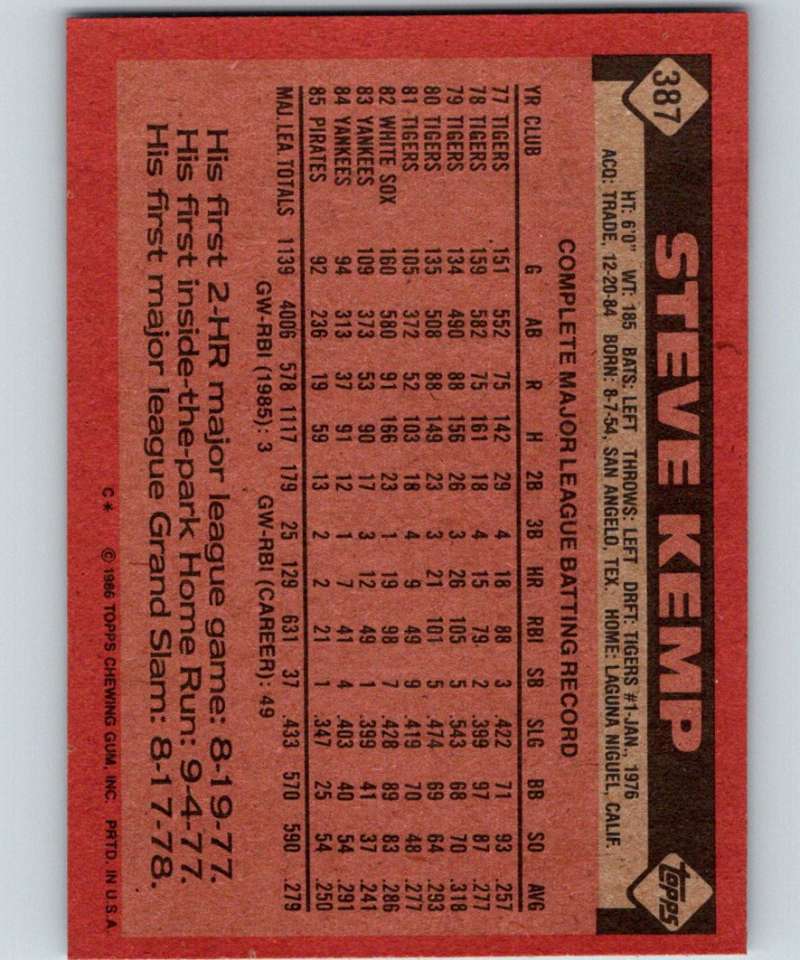 387
STEVE KEMP
topps
HT: 6'0" WT: 185 BATS: LEFT THROWS: LEFT DRFT: TIGERS #1-JAN., 1976
ACQ: TRADE, 12-20-84 BORN: 8-7-54, SAN ANGELO, TEX. HOME: LAGUNA NIGUEL, CALIF.
COMPLETE MAJOR LEAGUE BATTING RECORD
YR CLUB G AB R H 2B 3B HR RBI SB SLG BB SO AVG
77 TIGERS 151 552 75 142 29 4 18 88 3 .422 71 93 .257
78 TIGERS 159 582 75 161 18 4 15 79 2 .399 97 87 .277
79 TIGERS 134 490 88 156 26 3 26 105 5 .543 68 70 .318
80 TIGERS 135 508 88 149 23 3 21 101 5 .474 69 64 .293
81 TIGERS 105 372 52 103 18 4 9 49 9 .419 70 48 .277
82 WHITE SOX 160 580 91 166 23 1 19 98 7 .428 89 83 .286
83 YANKEES 109 373 53 90 17 3 12 49 1 .399 41 37 .241
84 YANKEES 94 313 37 91 12 1 7 41 4 .403 40 54 .291
85 PIRATES 92 236 19 59 13 2 2 21 1 .347 25 54 .250
MAJ.LEA. TOTALS 1139 4006 578 1117 179 25 129 631 37 .433 570 590 .279
GW-RBI (1985): 3 GW-RBI (CAREER): 49
His first 2-HR major league game: 8-19-77.
His first inside-the-park Home Run: 9-4-77.
His first major league Grand Slam: 8-17-78.
C* © 1986 TOPPS CHEWING GUM, INC. PRTD. IN U.S.A.